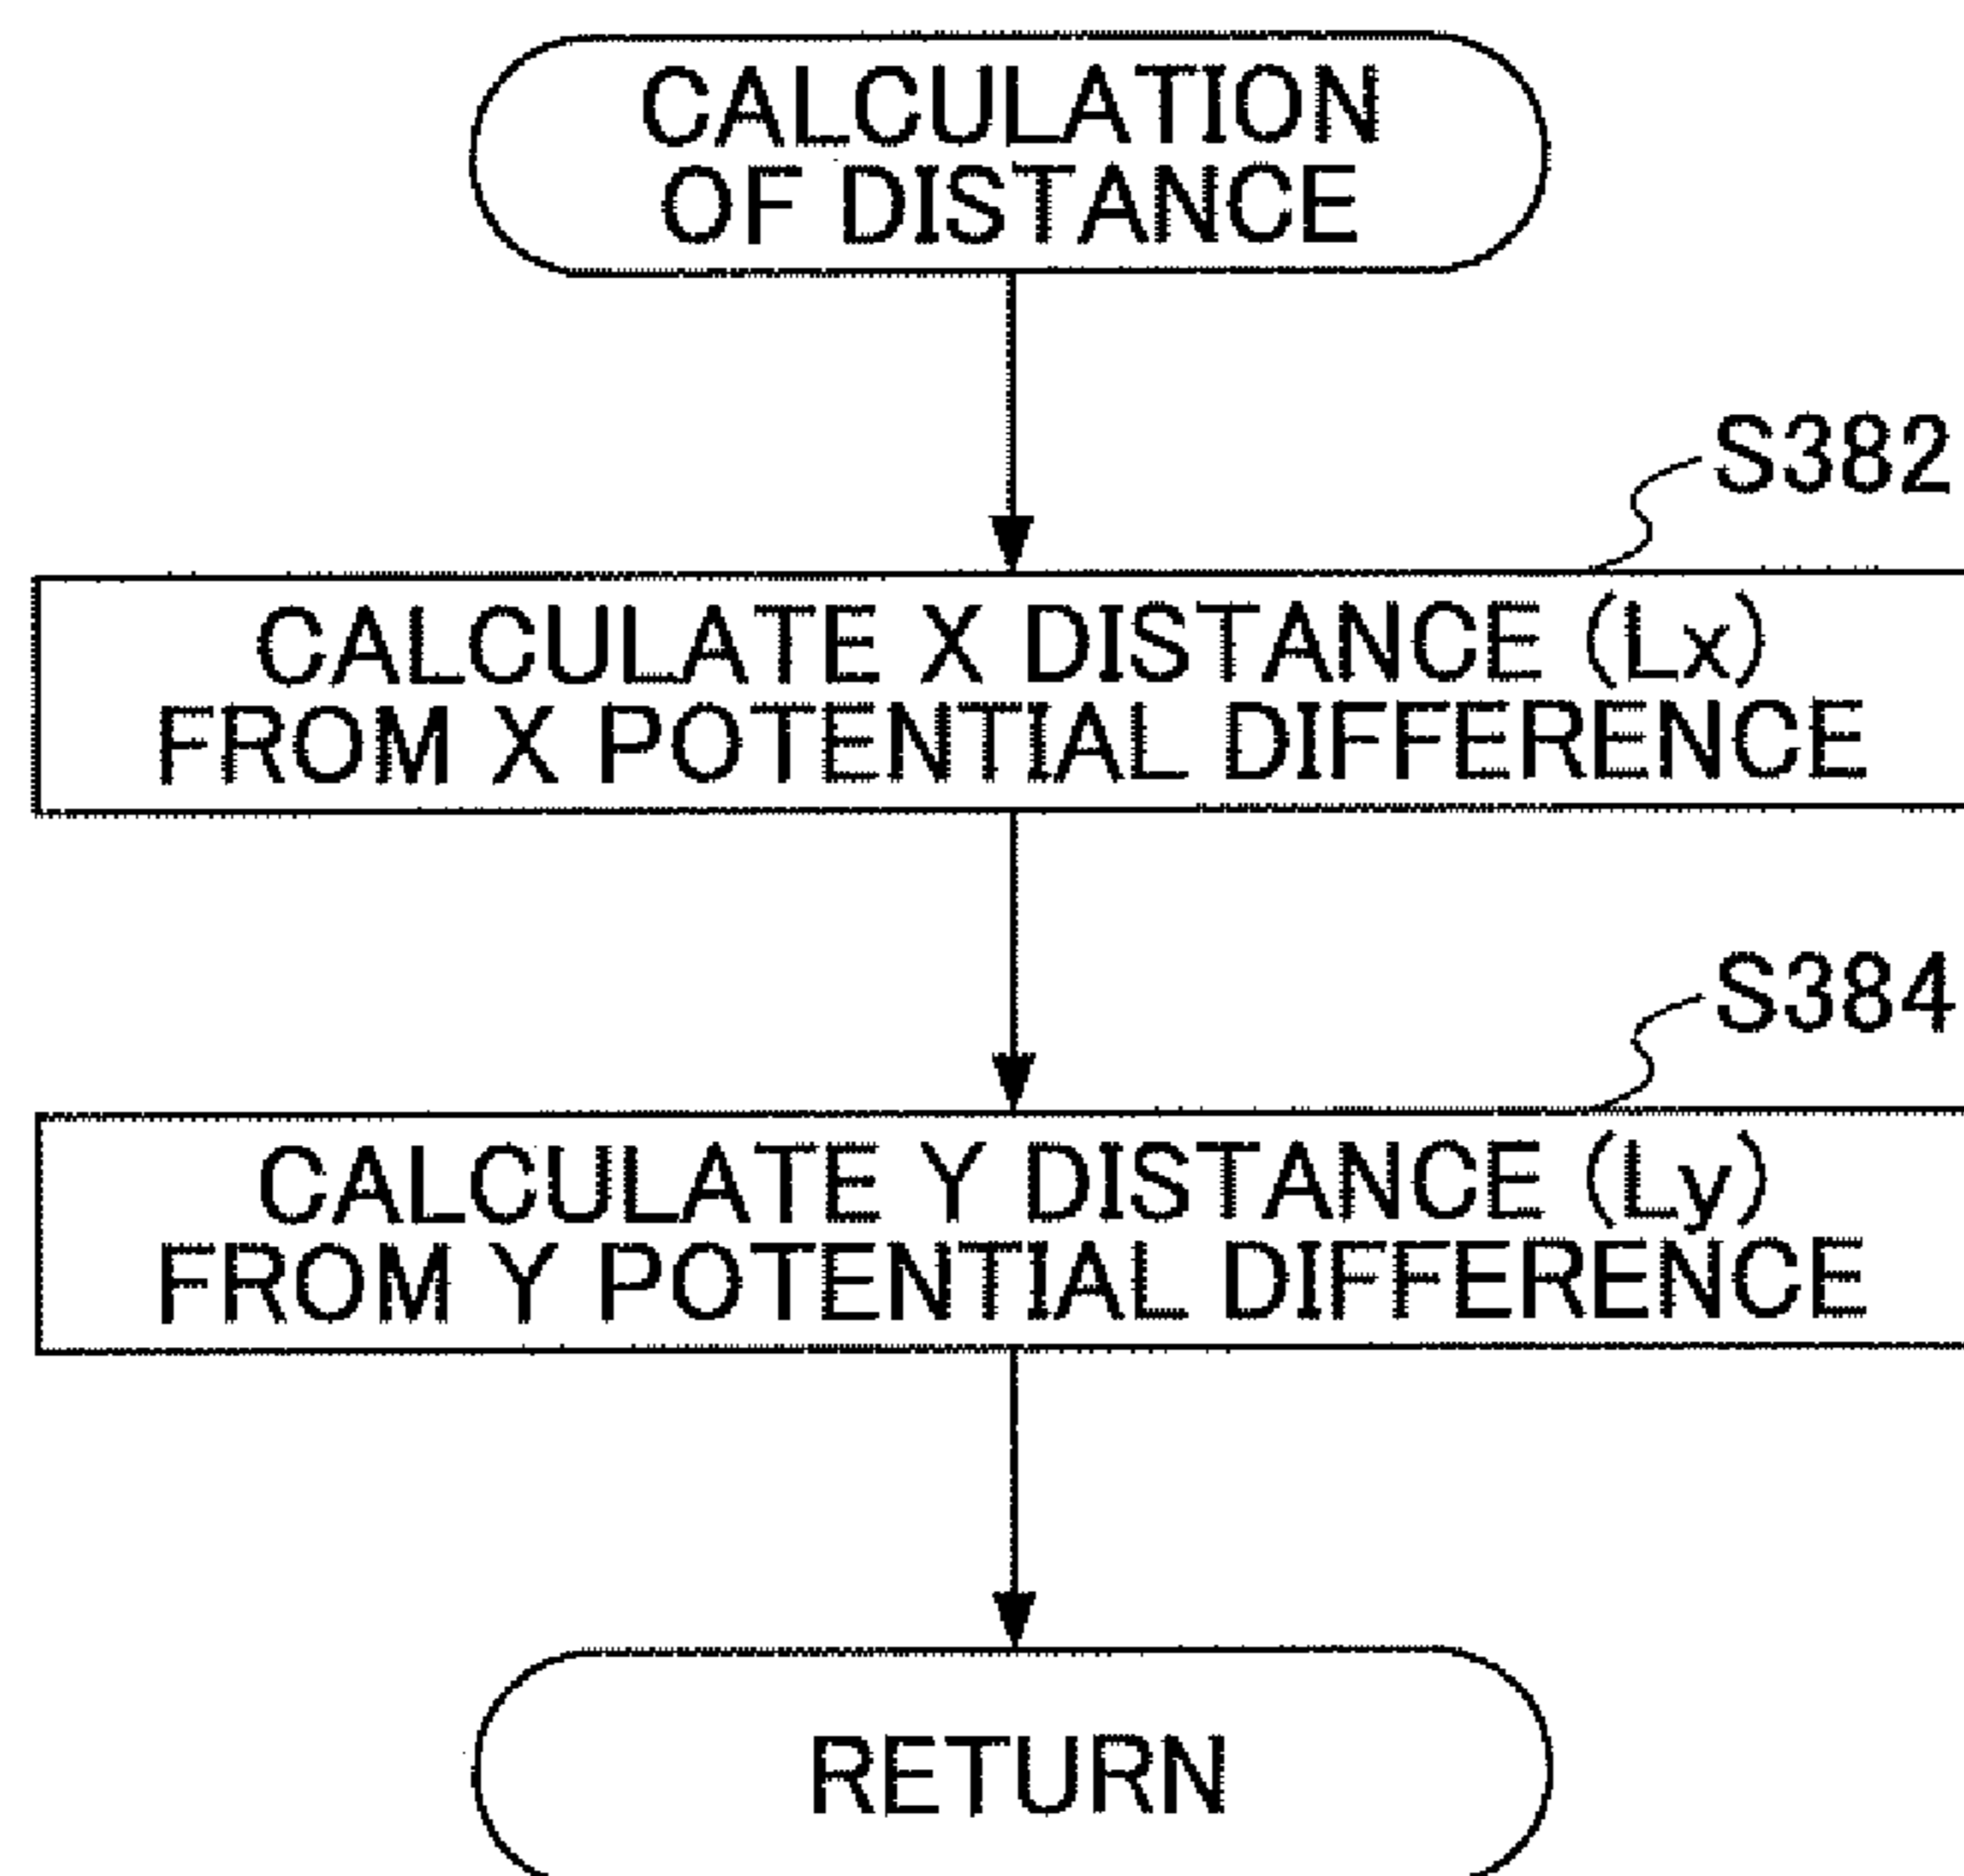 CALCULATION
OF DISTANCE
S382
CALCULATE X DISTANCE (Lx)
FROM X POTENTIAL DIFFERENCE
S384
CALCULATE Y DISTANCE (Ly)
FROM Y POTENTIAL DIFFERENCE
RETURN